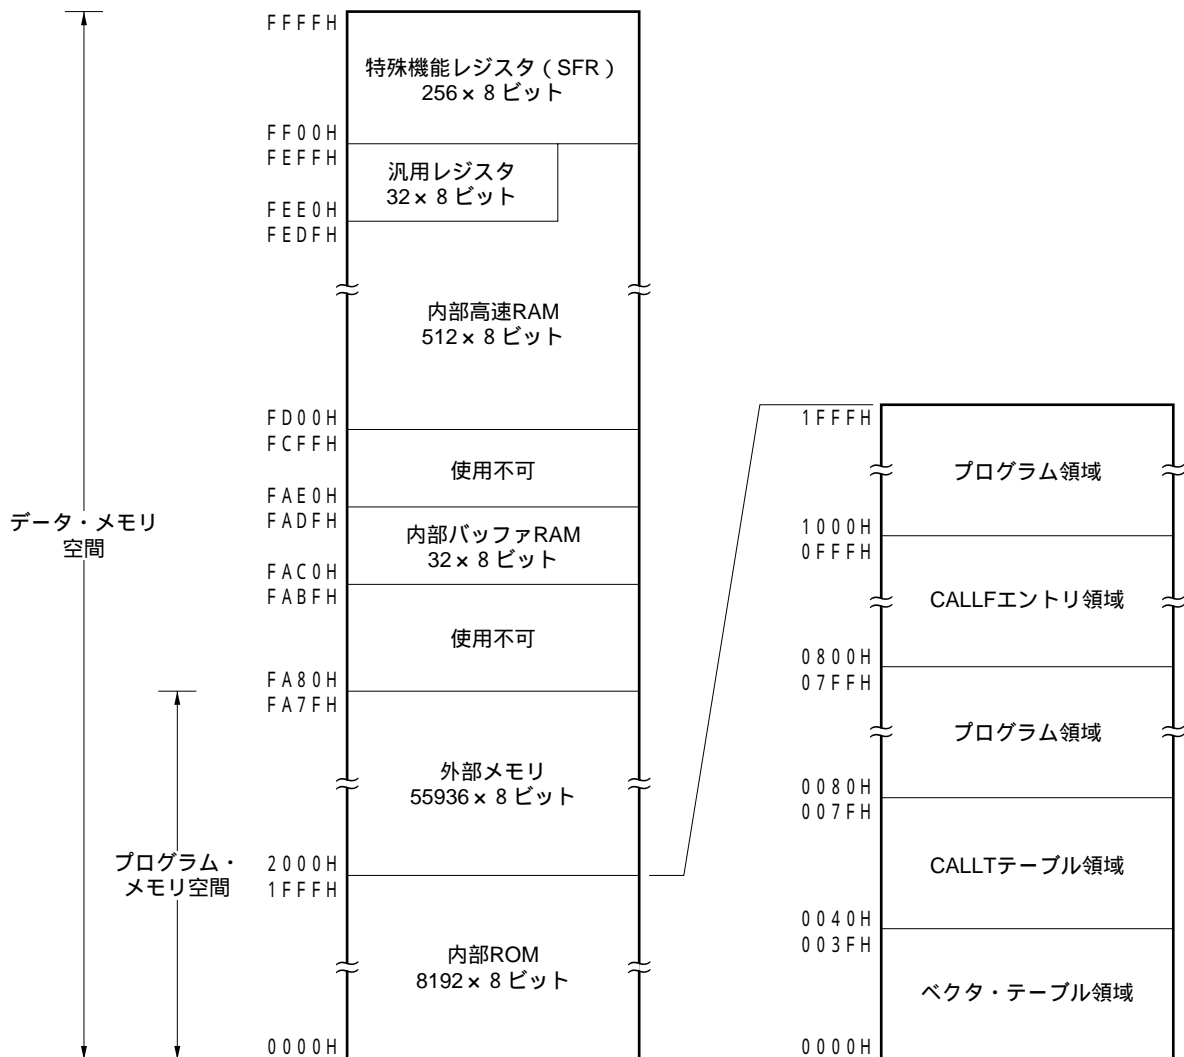 FFFFH
特殊機能レジスタ（SFR）
256×8ビット
FF00H
FEFFH
汎用レジスタ
32×8ビット
FEE0H
FEDFH
内部高速RAM
512×8ビット
FD00H
FCFFH
使用不可
FAE0H
FADFH
内部バッファRAM
32×8ビット
FAC0H
FABFH
使用不可
FA80H
FA7FH
外部メモリ
55936×8ビット
2000H
1FFFH
内部ROM
8192×8ビット
0000H
データ・メモリ
空間
プログラム・
メモリ空間
1FFFH
プログラム領域
1000H
0FFFH
CALLFエントリ領域
0800H
07FFH
プログラム領域
0080H
007FH
CALLTテーブル領域
0040H
003FH
ベクタ・テーブル領域
0000H